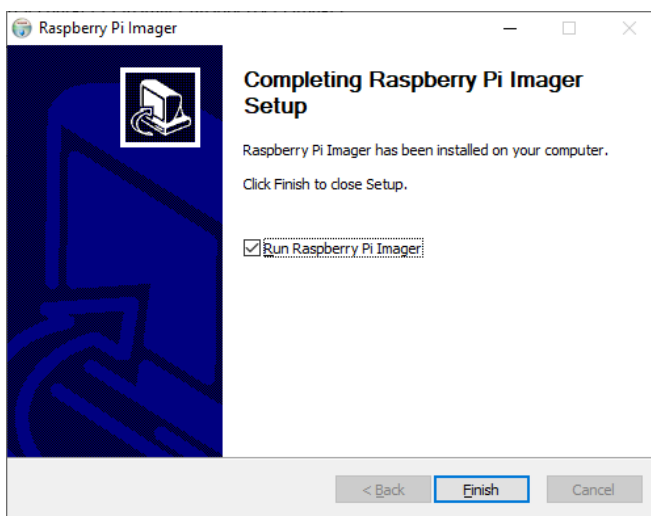 Raspberry Pi Imager
Completing Raspberry Pi Imager
Setup
Raspberry Pi Imager has been installed on your computer.
Click Finish to close Setup.
Run Raspberry Pi Imager
< Back
Finish
Cancel